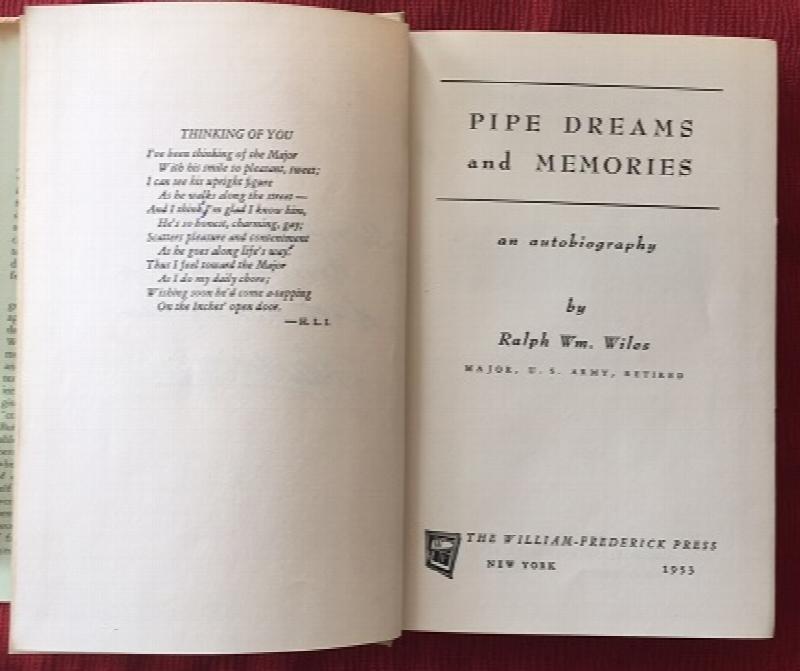 THINKING OF YOU
I've been thinking of the Major
With his smile so pleasant, sweet;
I can see his upright figure
As he walks along the street —
And I think I'm glad I know him,
He's so honest, charming, gay;
Scatters pleasure and contentment
As he goes along life's way.
Thus I feel toward the Major
As I do my daily chore;
Wishing soon he'd come a-tapping
On the Inches' open door.
—H. L. I.
PIPE DREAMS
and MEMORIES
an autobiography
by
Ralph Wm. Wilos
MAJOR, U. S. ARMY, RETIRED
THE WILLIAM-FREDERICK PRESS
NEW YORK 1953